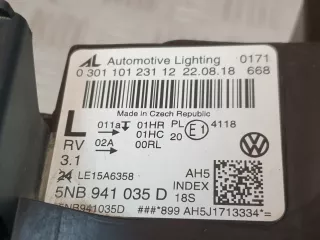 AL Automotive Lighting 0171
0 301 101 231 12 22.08.18 668
Made in Czech Republic
L 011a 01HR PL E1 4118
01HC 20
RV 02A 00RL
3.1
24 LE15A6358 AH5
5NB 941 035 D INDEX
18S
5NB941035D ###*899 AH5J1713334*=